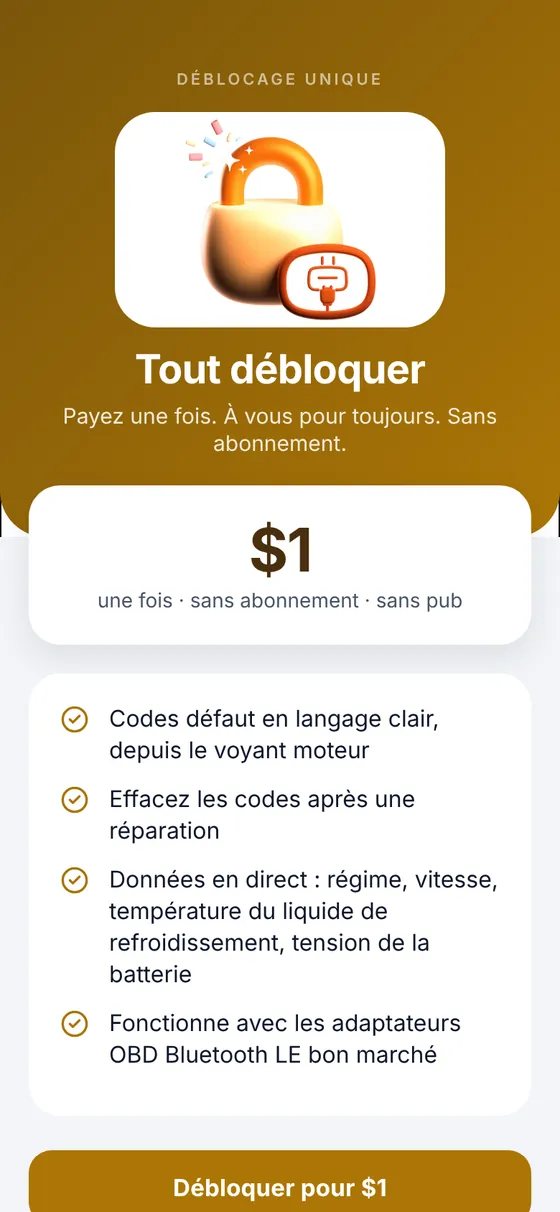 DÉBLOCAGE UNIQUE
Tout débloquer
Payez une fois. À vous pour toujours. Sans
abonnement.
$1
une fois · sans abonnement · sans pub
Codes défaut en langage clair,
depuis le voyant moteur
Effacez les codes après une
réparation
Données en direct : régime, vitesse,
température du liquide de
refroidissement, tension de la
batterie
Fonctionne avec les adaptateurs
OBD Bluetooth LE bon marché
Débloquer pour $1